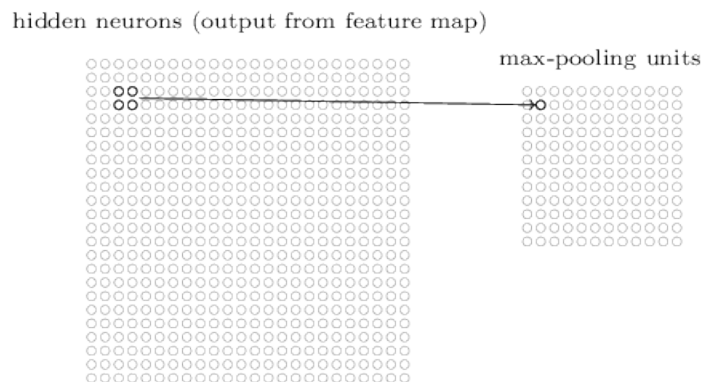 hidden neurons (output from feature map)
max-pooling units